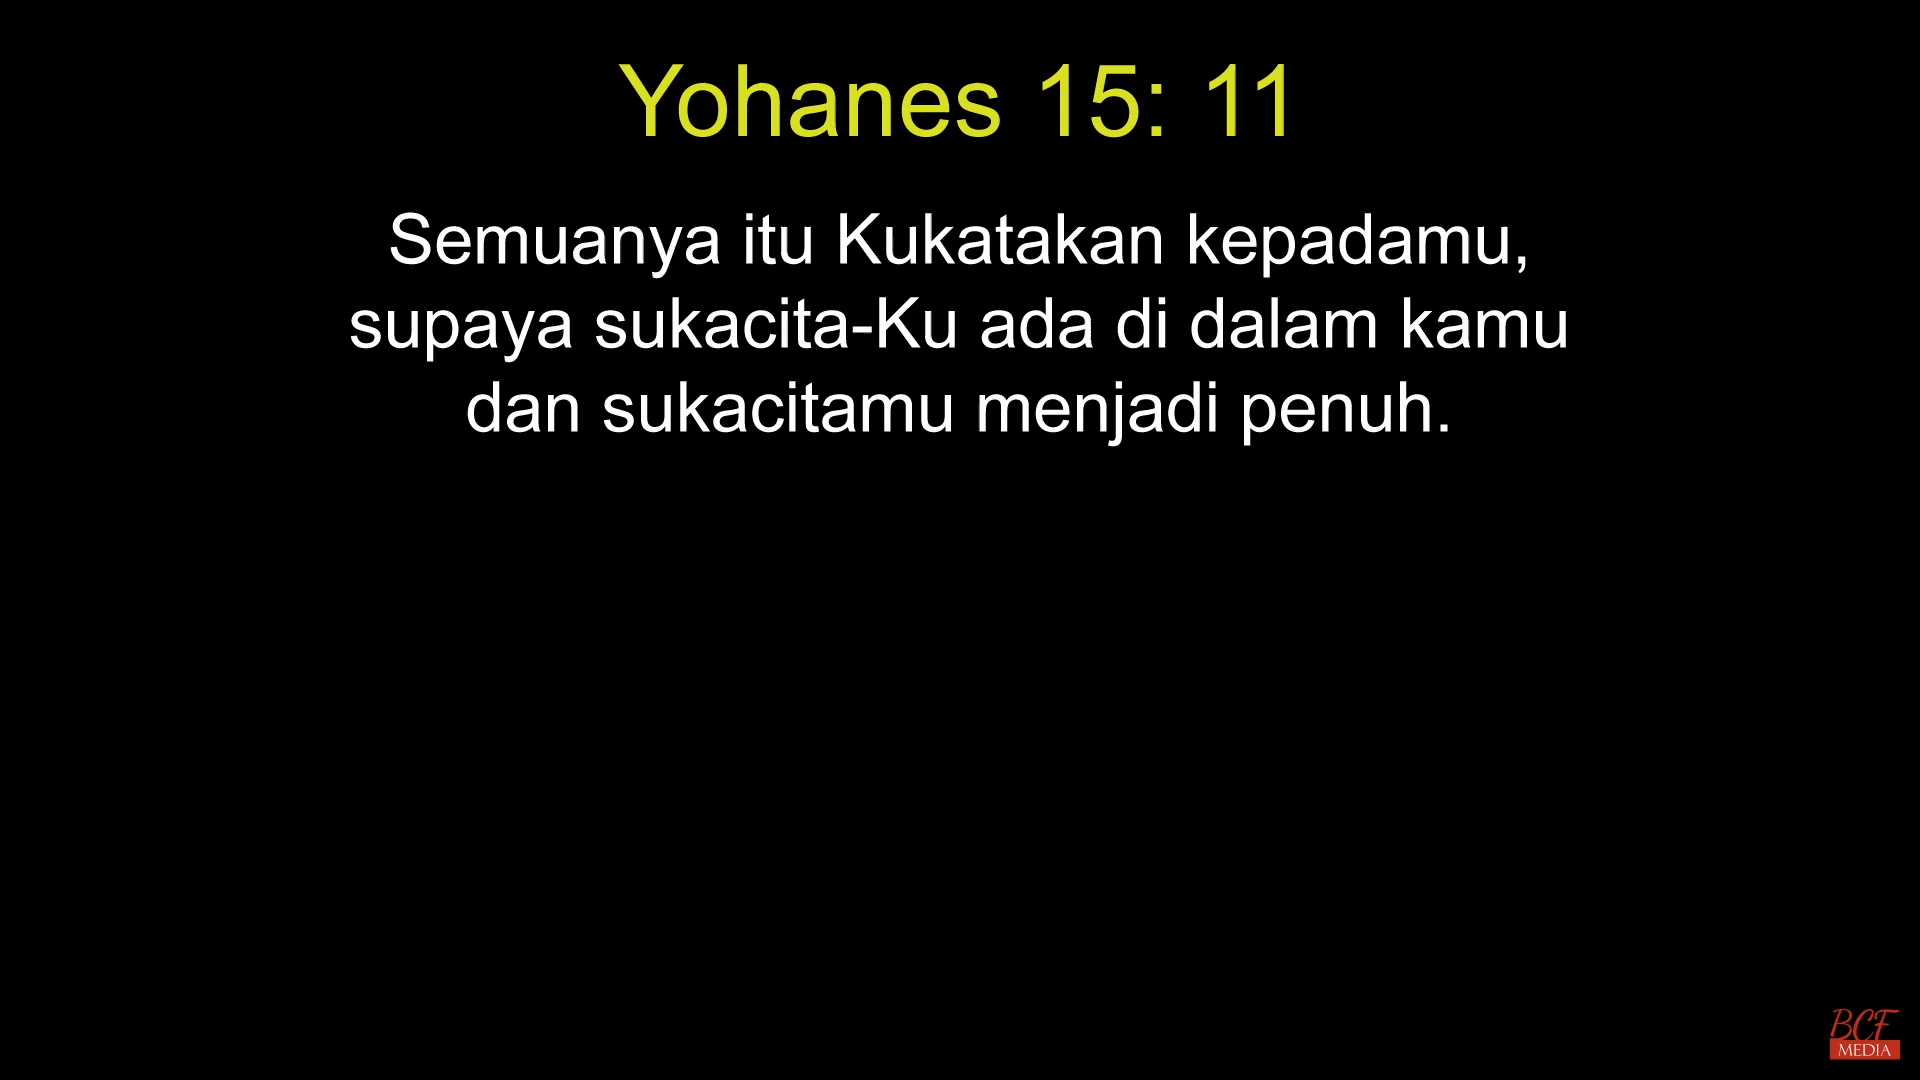 Yohanes 15: 11
Semuanya itu Kukatakan kepadamu,
supaya sukacita-Ku ada di dalam kamu
dan sukacitamu menjadi penuh.
BCF
MEDIA